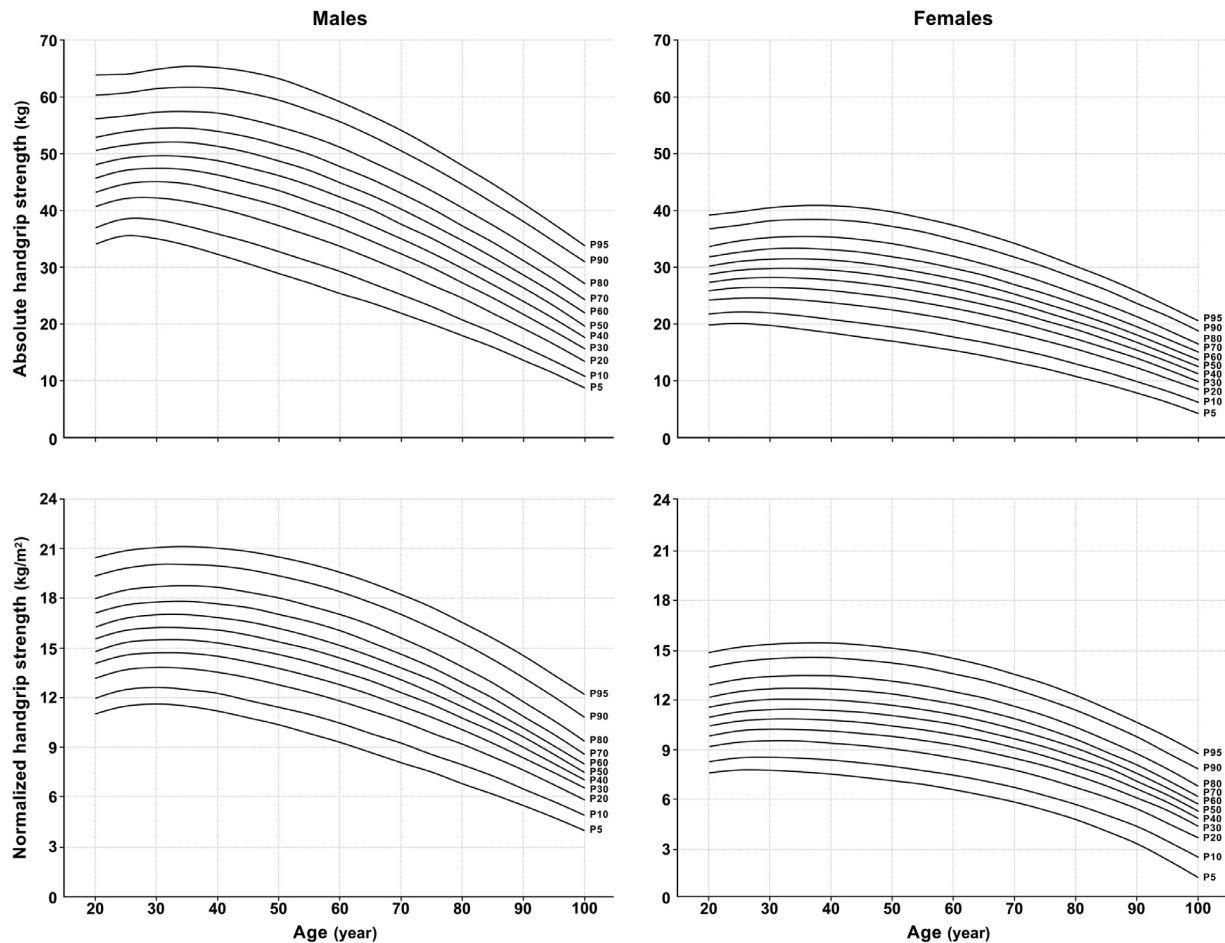 Males
Absolute handgrip strength (kg)
70
60
50
40
30
20
10
0
P95
P90
P80
P70
P60
P50
P40
P30
P20
P10
P5
Females
70
60
50
40
30
20
10
0
P95
P90
P80
P70
P60
P50
P40
P30
P20
P10
P5
Normalized handgrip strength (kg/m²)
24
21
18
15
12
9
6
3
0
P95
P90
P80
P70
P60
P50
P40
P30
P20
P10
P5
20 30 40 50 60 70 80 90 100
Age (year)
24
21
18
15
12
9
6
3
0
P95
P90
P80
P70
P60
P50
P40
P30
P20
P10
P5
20 30 40 50 60 70 80 90 100
Age (year)